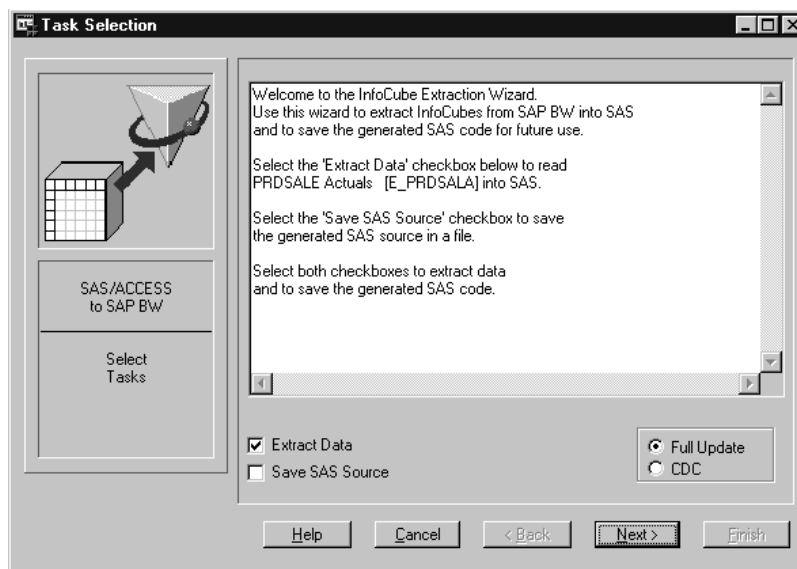 Task Selection
SAS/ACCESS
to SAP BW
Select
Tasks
Welcome to the InfoCube Extraction Wizard.
Use this wizard to extract InfoCubes from SAP BW into SAS
and to save the generated SAS code for future use.
Select the 'Extract Data' checkbox below to read
PRDSALE Actuals [E_PRDSALA] into SAS.
Select the 'Save SAS Source' checkbox to save
the generated SAS source in a file.
Select both checkboxes to extract data
and to save the generated SAS code.
Extract Data
Save SAS Source
Full Update
CDC
Help
Cancel
< Back
Next >
Finish